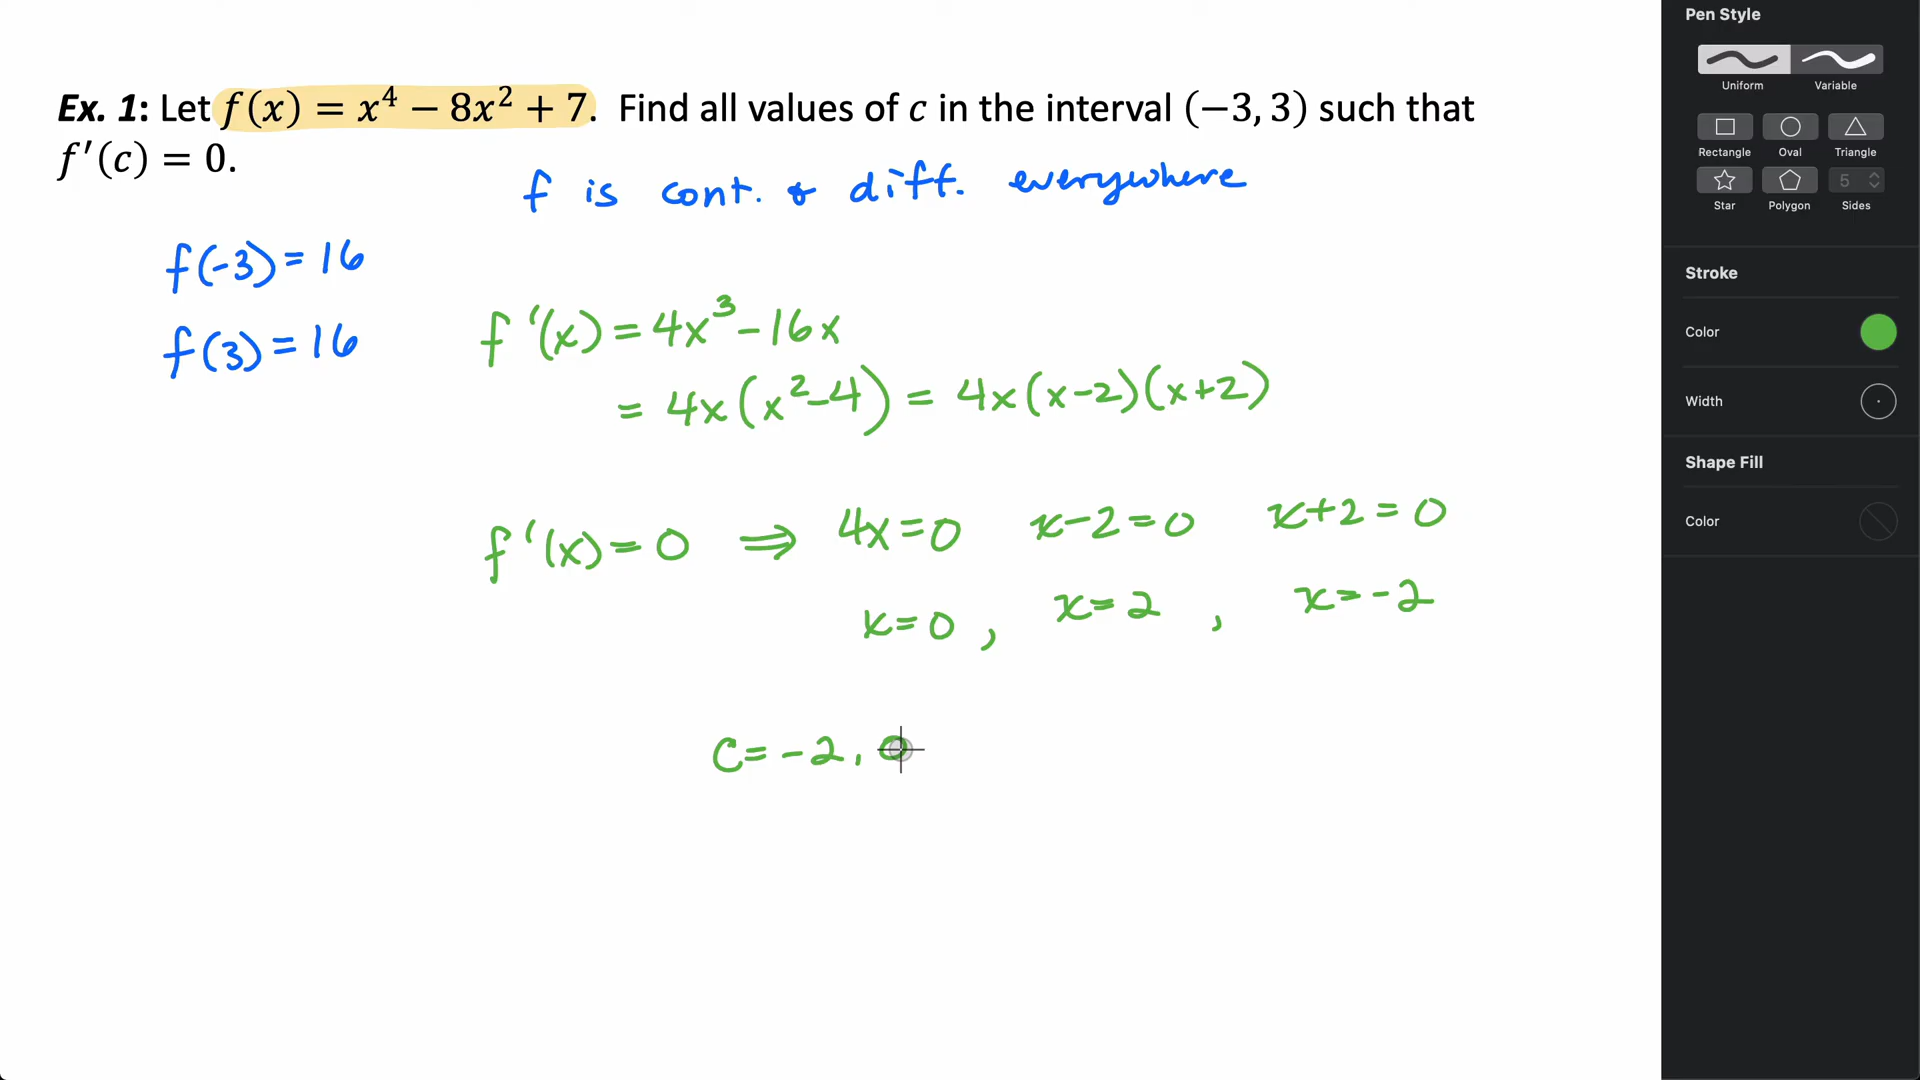 Ex. 1: Let f(x) = x⁴ − 8x² + 7. Find all values of c in the interval (−3, 3) such that
f′(c) = 0.
f is cont. & diff. everywhere
f(-3) = 16
f(3) = 16
f'(x) = 4x³ - 16x
= 4x(x² - 4) = 4x(x-2)(x+2)
f'(x) = 0 ⟹ 4x = 0 x-2 = 0 x+2 = 0
x = 0 , x = 2 , x = -2
c = -2, 0
Pen Style
Uniform Variable
Rectangle Oval Triangle
5
Star Polygon Sides
Stroke
Color
Width
Shape Fill
Color